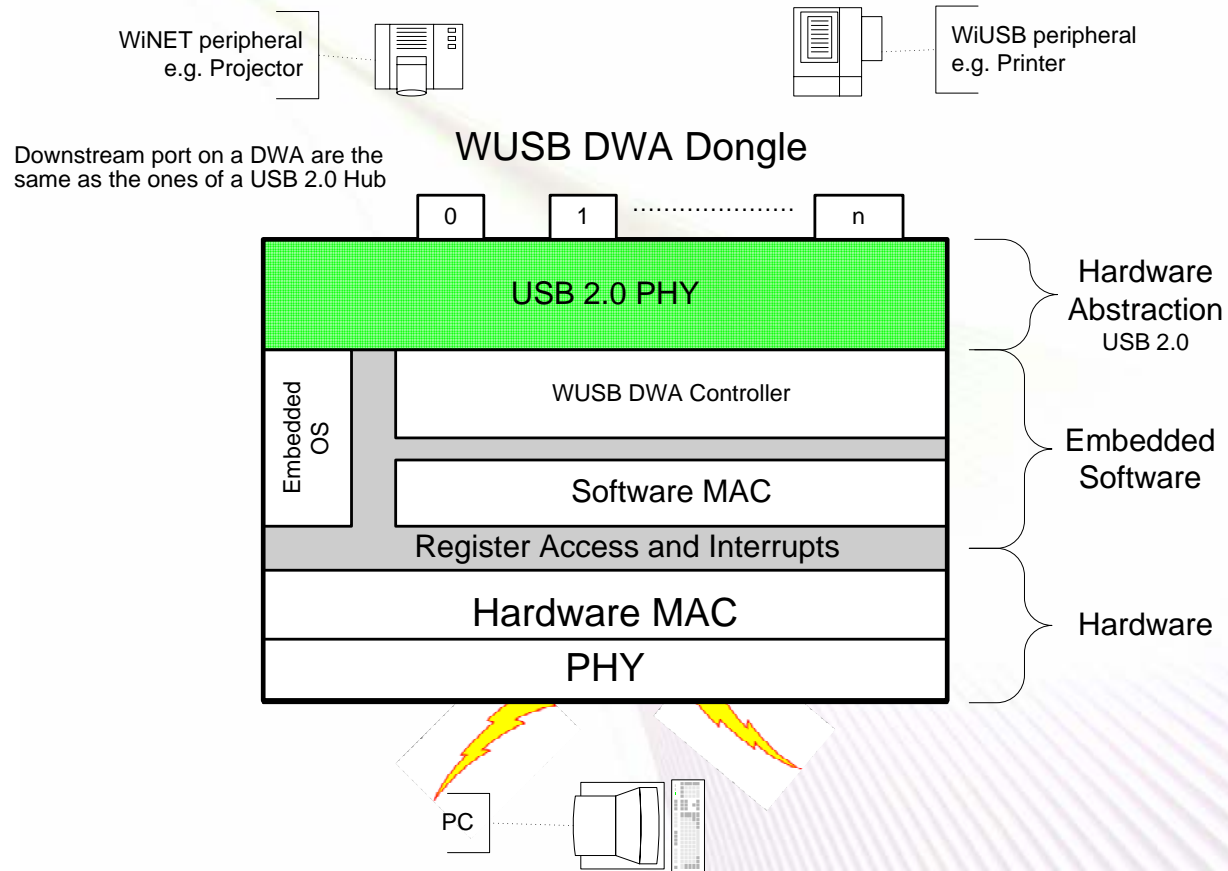 WiNET peripheral
e.g. Projector
WiUSB peripheral
e.g. Printer
WUSB DWA Dongle
Downstream port on a DWA are the
same as the ones of a USB 2.0 Hub
0
1
.....................
n
USB 2.0 PHY
Hardware
Abstraction
USB 2.0
Embedded
OS
WUSB DWA Controller
Software MAC
Embedded
Software
Register Access and Interrupts
Hardware MAC
PHY
Hardware
PC